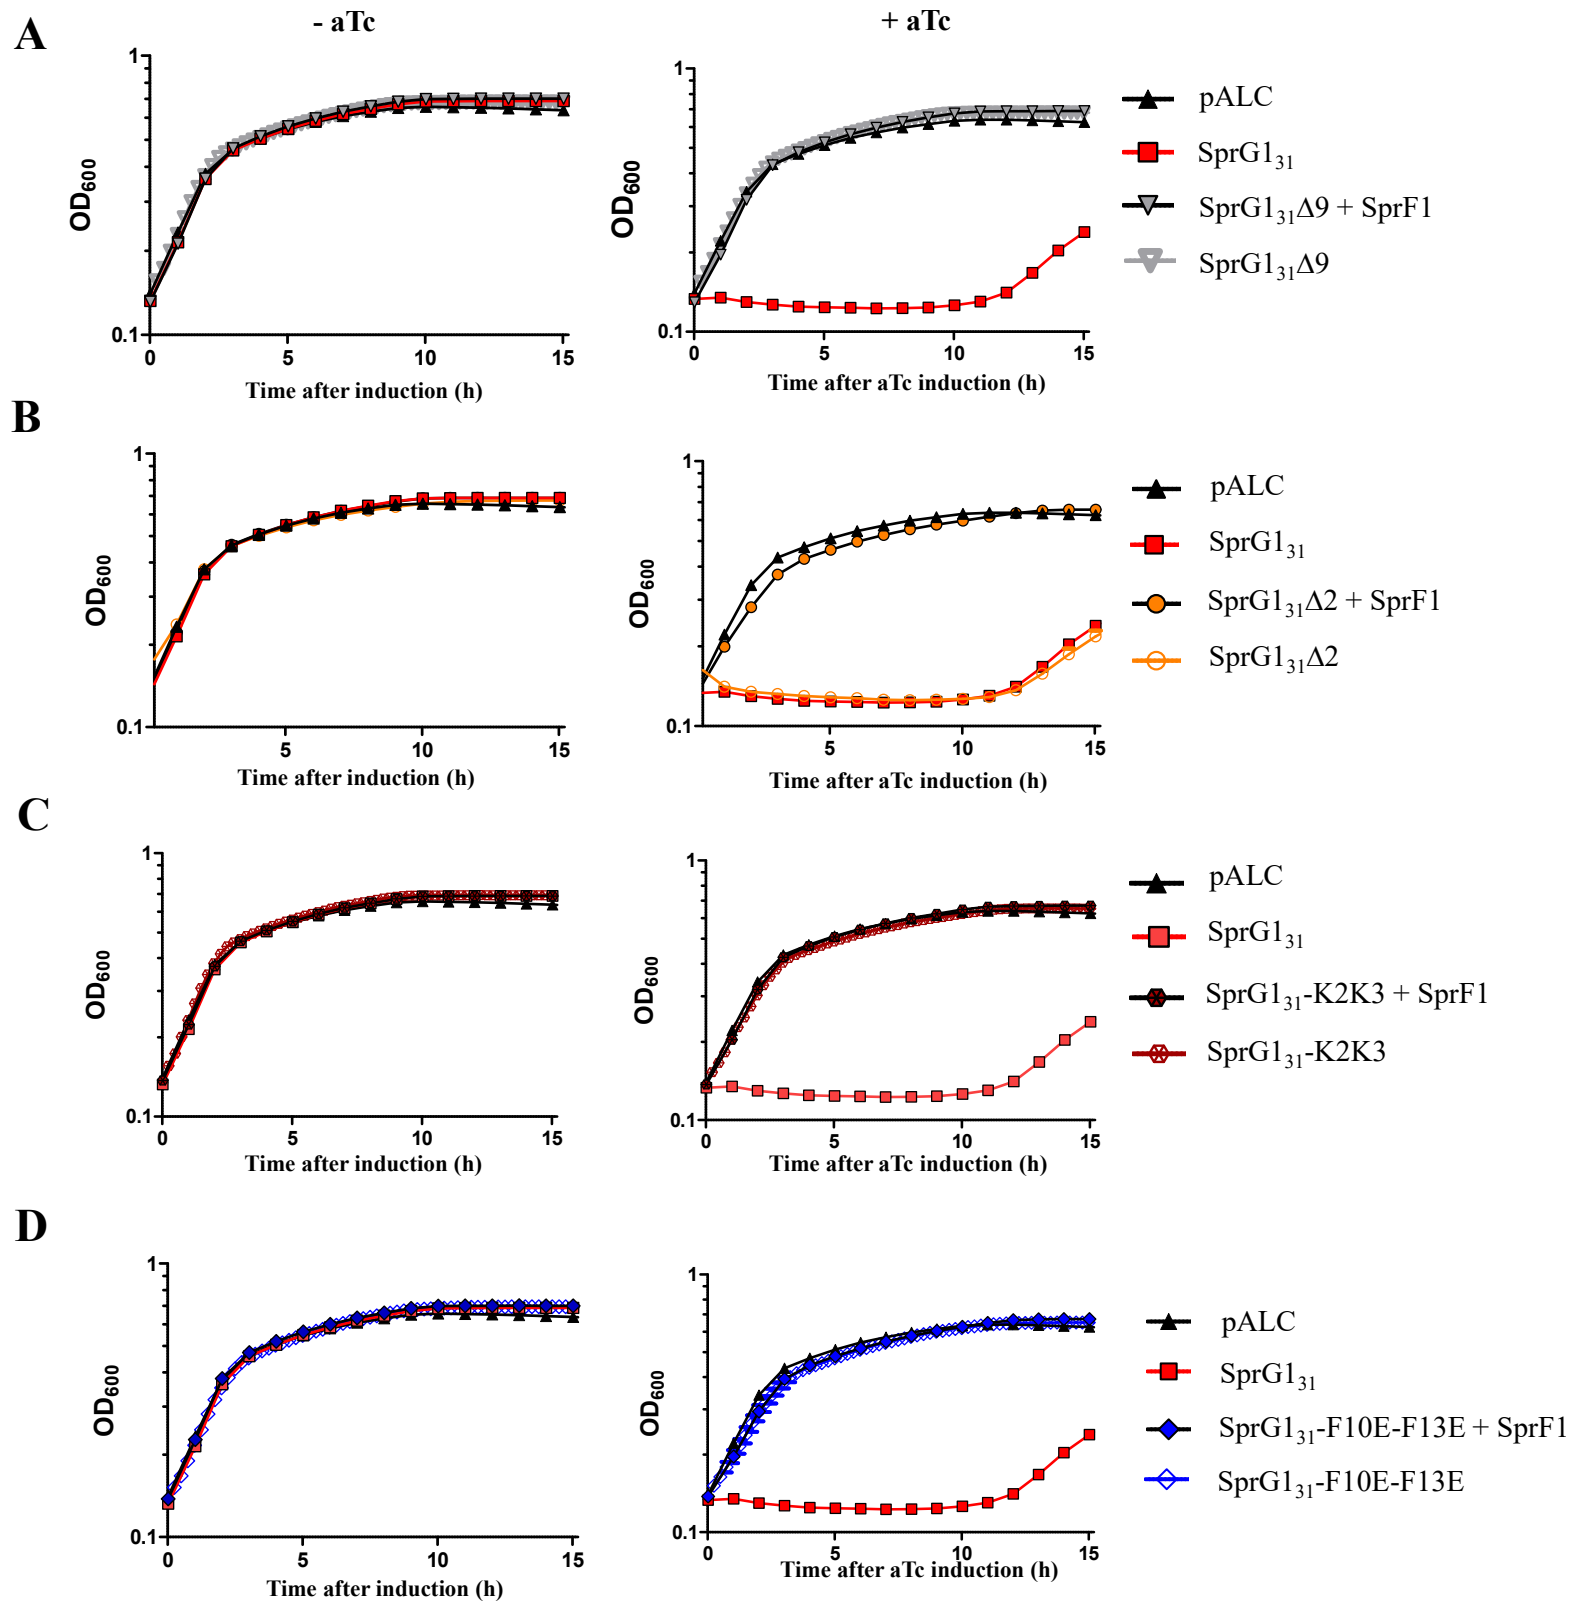 A
- aTc
+ aTc
1
OD600
0.1
0 5 10 15
Time after induction (h)
1
OD600
0.1
0 5 10 15
Time after aTc induction (h)
pALC
SprG1₃₁
SprG1₃₁Δ9 + SprF1
SprG1₃₁Δ9
B
1
OD600
0.1
5 10 15
Time after induction (h)
1
OD600
0.1
5 10 15
Time after aTc induction (h)
pALC
SprG1₃₁
SprG1₃₁Δ2 + SprF1
SprG1₃₁Δ2
C
1
OD600
0.1
0 5 10 15
Time after induction (h)
1
OD600
0.1
0 5 10 15
Time after aTc induction (h)
pALC
SprG1₃₁
SprG1₃₁-K2K3 + SprF1
SprG1₃₁-K2K3
D
1
OD600
0.1
0 5 10 15
Time after induction (h)
1
OD600
0.1
0 5 10 15
Time after aTc induction (h)
pALC
SprG1₃₁
SprG1₃₁-F10E-F13E + SprF1
SprG1₃₁-F10E-F13E